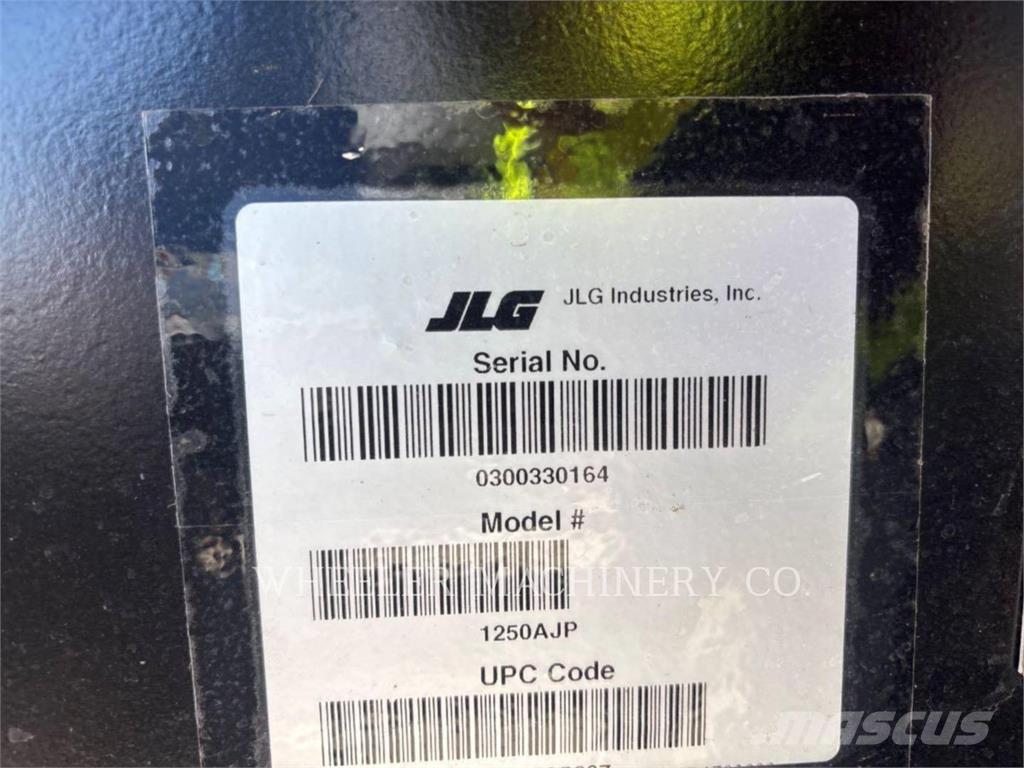 JLG JLG Industries, Inc.
Serial No.
0300330164
Model #
WHEELER MACHINERY CO.
1250AJP
UPC Code
mascus